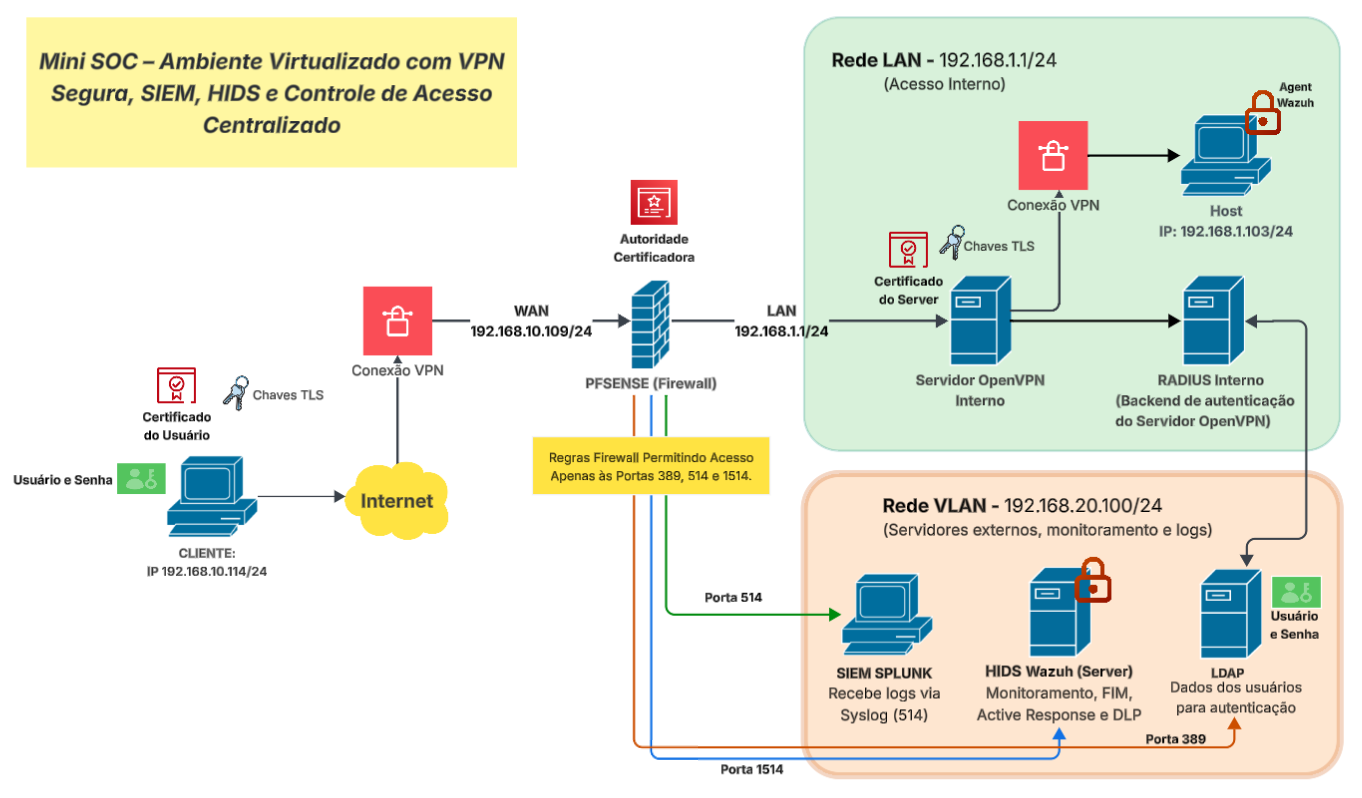 Mini SOC – Ambiente Virtualizado com VPN
Segura, SIEM, HIDS e Controle de Acesso
Centralizado
Rede LAN - 192.168.1.1/24
(Acesso Interno)
Agent
Wazuh
Conexão VPN
Host
IP: 192.168.1.103/24
Autoridade
Certificadora
Chaves TLS
Certificado
do Server
WAN
192.168.10.109/24
LAN
192.168.1.1/24
Conexão VPN
PFSENSE (Firewall)
Servidor OpenVPN
Interno
RADIUS Interno
(Backend de autenticação
do Servidor OpenVPN)
Chaves TLS
Certificado
do Usuário
Usuário e Senha
Internet
CLIENTE:
IP 192.168.10.114/24
Regras Firewall Permitindo Acesso
Apenas às Portas 389, 514 e 1514.
Rede VLAN - 192.168.20.100/24
(Servidores externos, monitoramento e logs)
Porta 514
Usuário
e Senha
SIEM SPLUNK
Recebe logs via
Syslog (514)
HIDS Wazuh (Server)
Monitoramento, FIM,
Active Response e DLP
LDAP
Dados dos usuários
para autenticação
Porta 389
Porta 1514